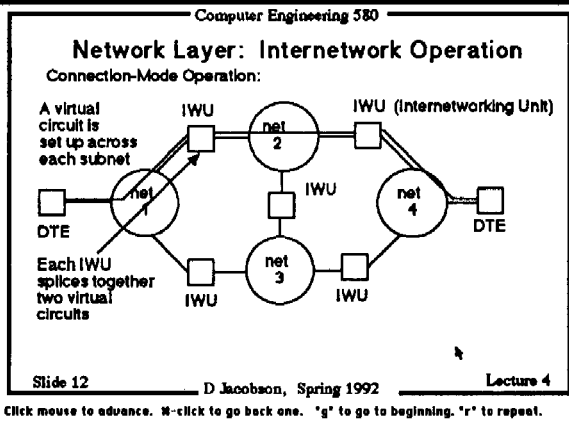 Computer Engineering 580
Network Layer: Internetwork Operation
Connection-Mode Operation:
A virtual
circuit is
set up across
each subnet
IWU
net
2
IWU (Internetworking Unit)
IWU
net
1
net
4
DTE
DTE
Each IWU
splices together
two virtual
circuits
IWU
net
3
IWU
Slide 12
D Jacobson, Spring 1992
Lecture 4
Click mouse to advance. ⌘-click to go back one. "g" to go to beginning. "r" to repeat.